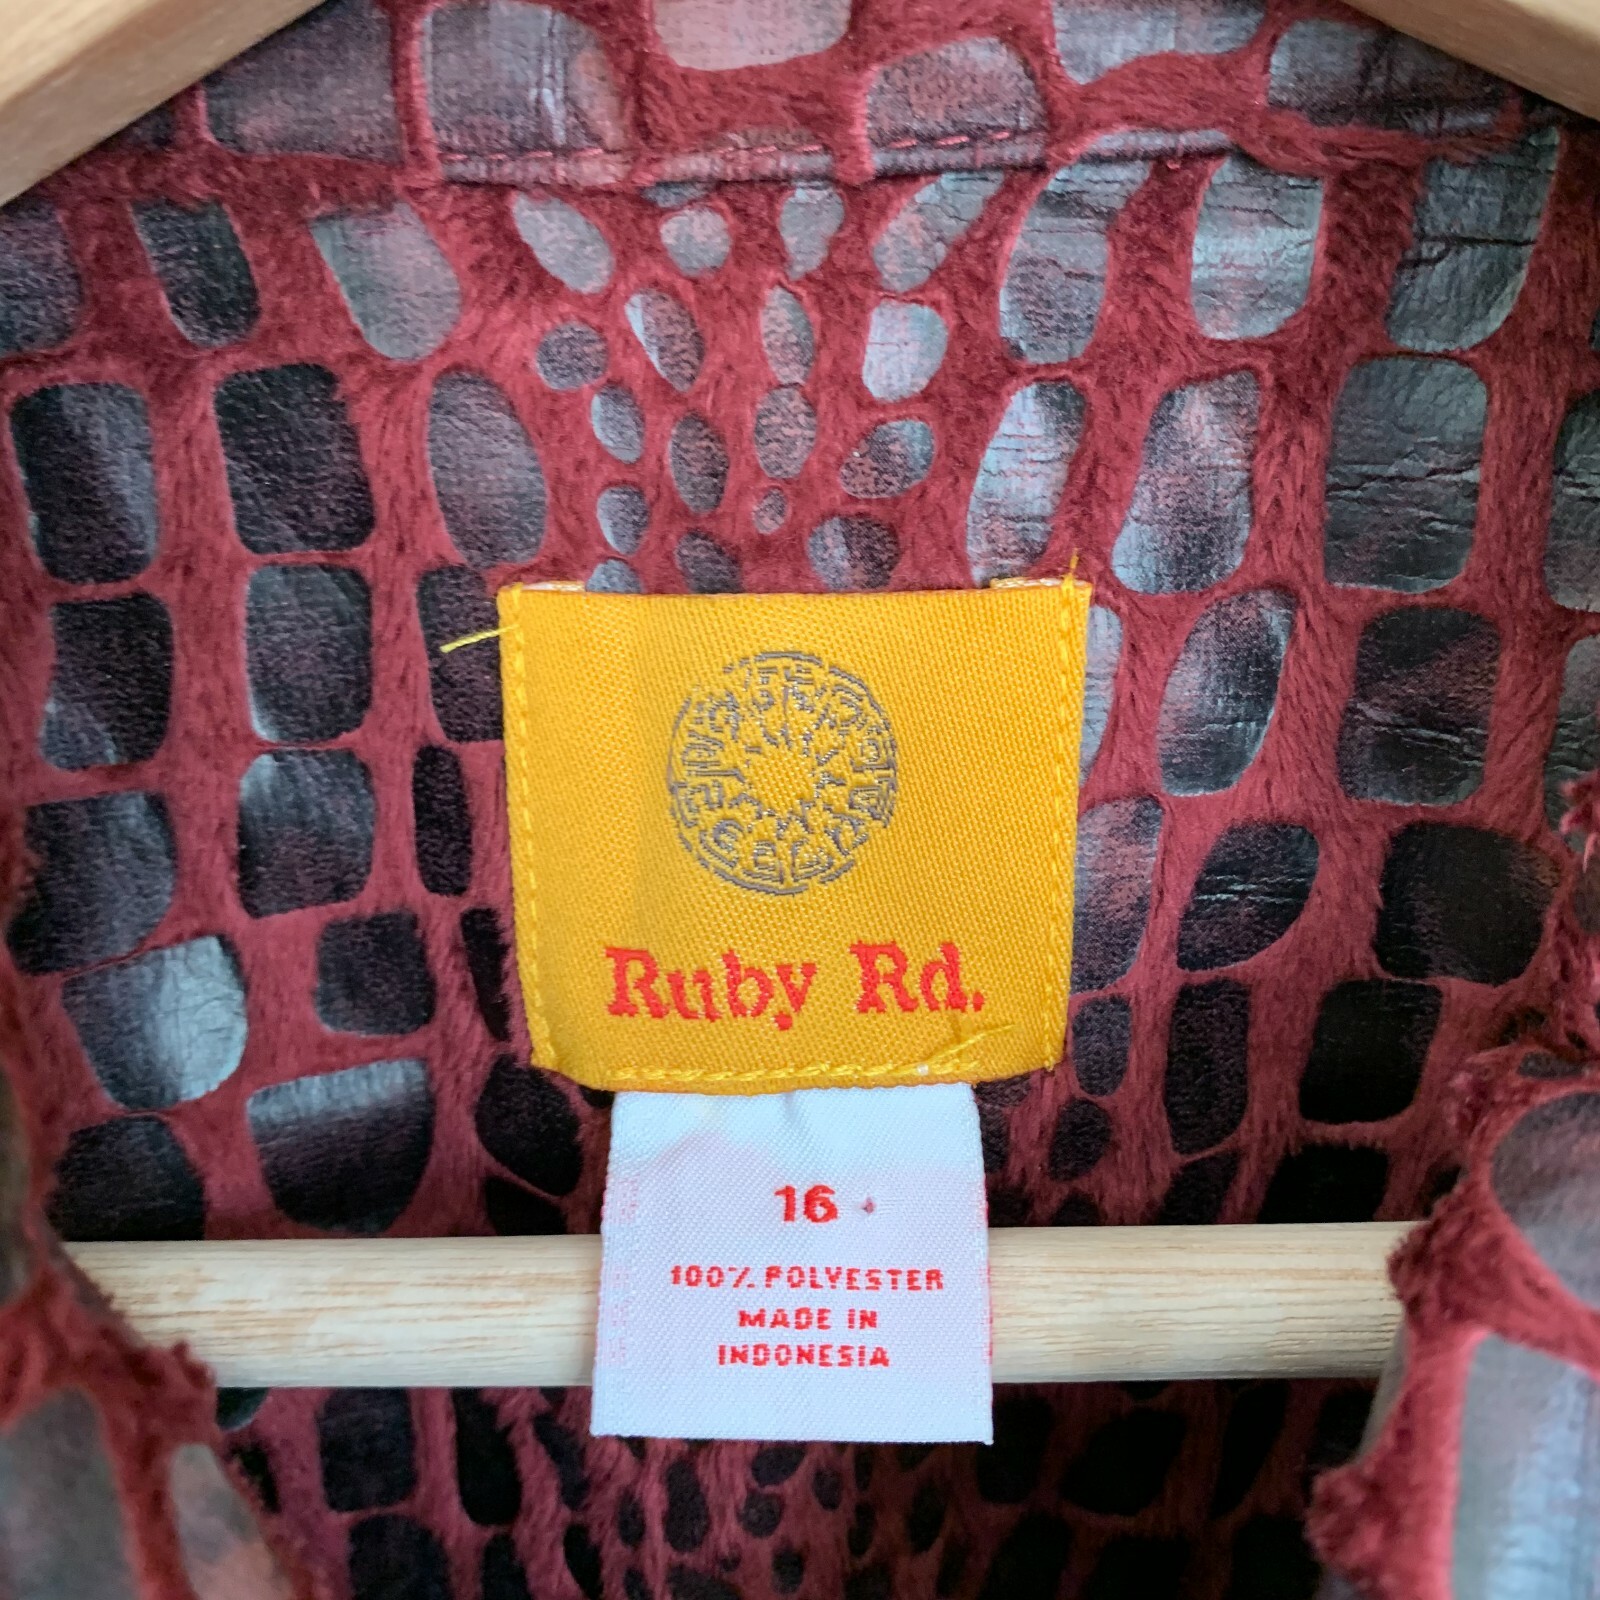 Ruby Rd.
16
100% POLYESTER
MADE IN
INDONESIA